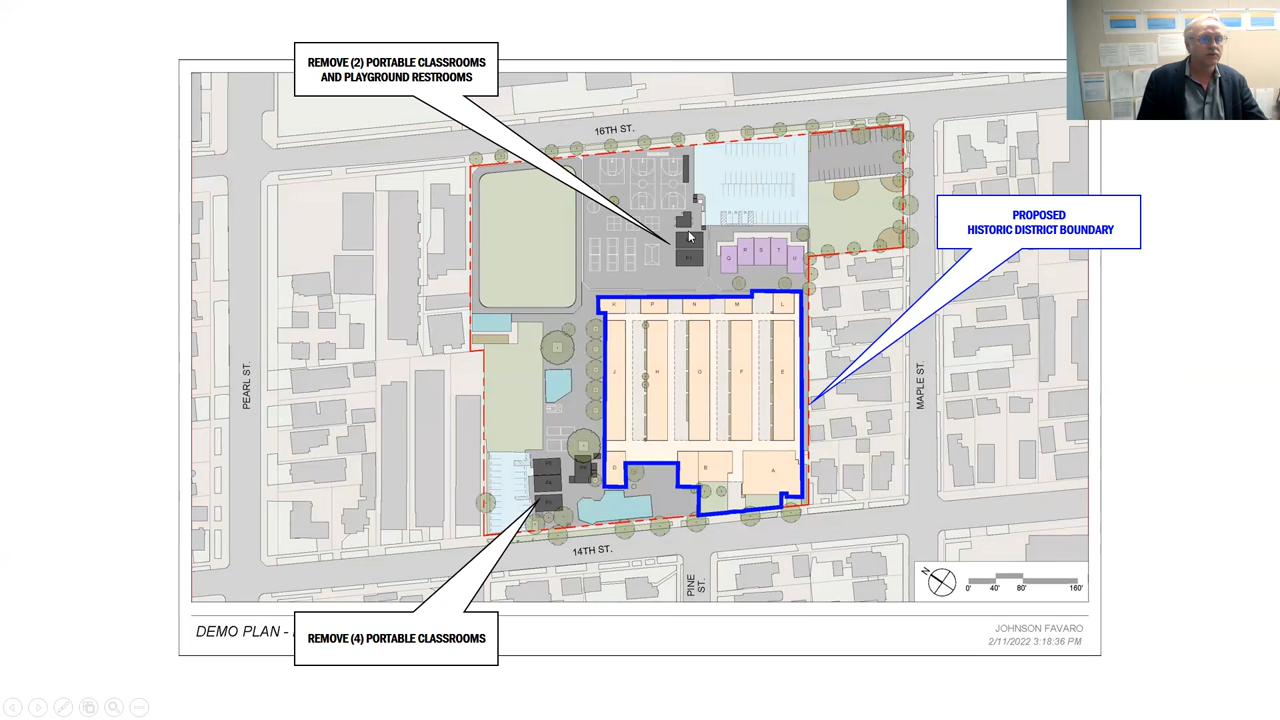 REMOVE (2) PORTABLE CLASSROOMS
AND PLAYGROUND RESTROOMS
16TH ST.
PROPOSED
HISTORIC DISTRICT BOUNDARY
P1
Q
R
S
T
U
K
P
N
M
L
J
H
G
F
E
PEARL ST.
MAPLE ST.
D
B
A
14TH ST.
PINE
ST.
N
0'
40'
80'
160'
REMOVE (4) PORTABLE CLASSROOMS
DEMO PLAN -
JOHNSON FAVARO
2/11/2022 3:18:36 PM